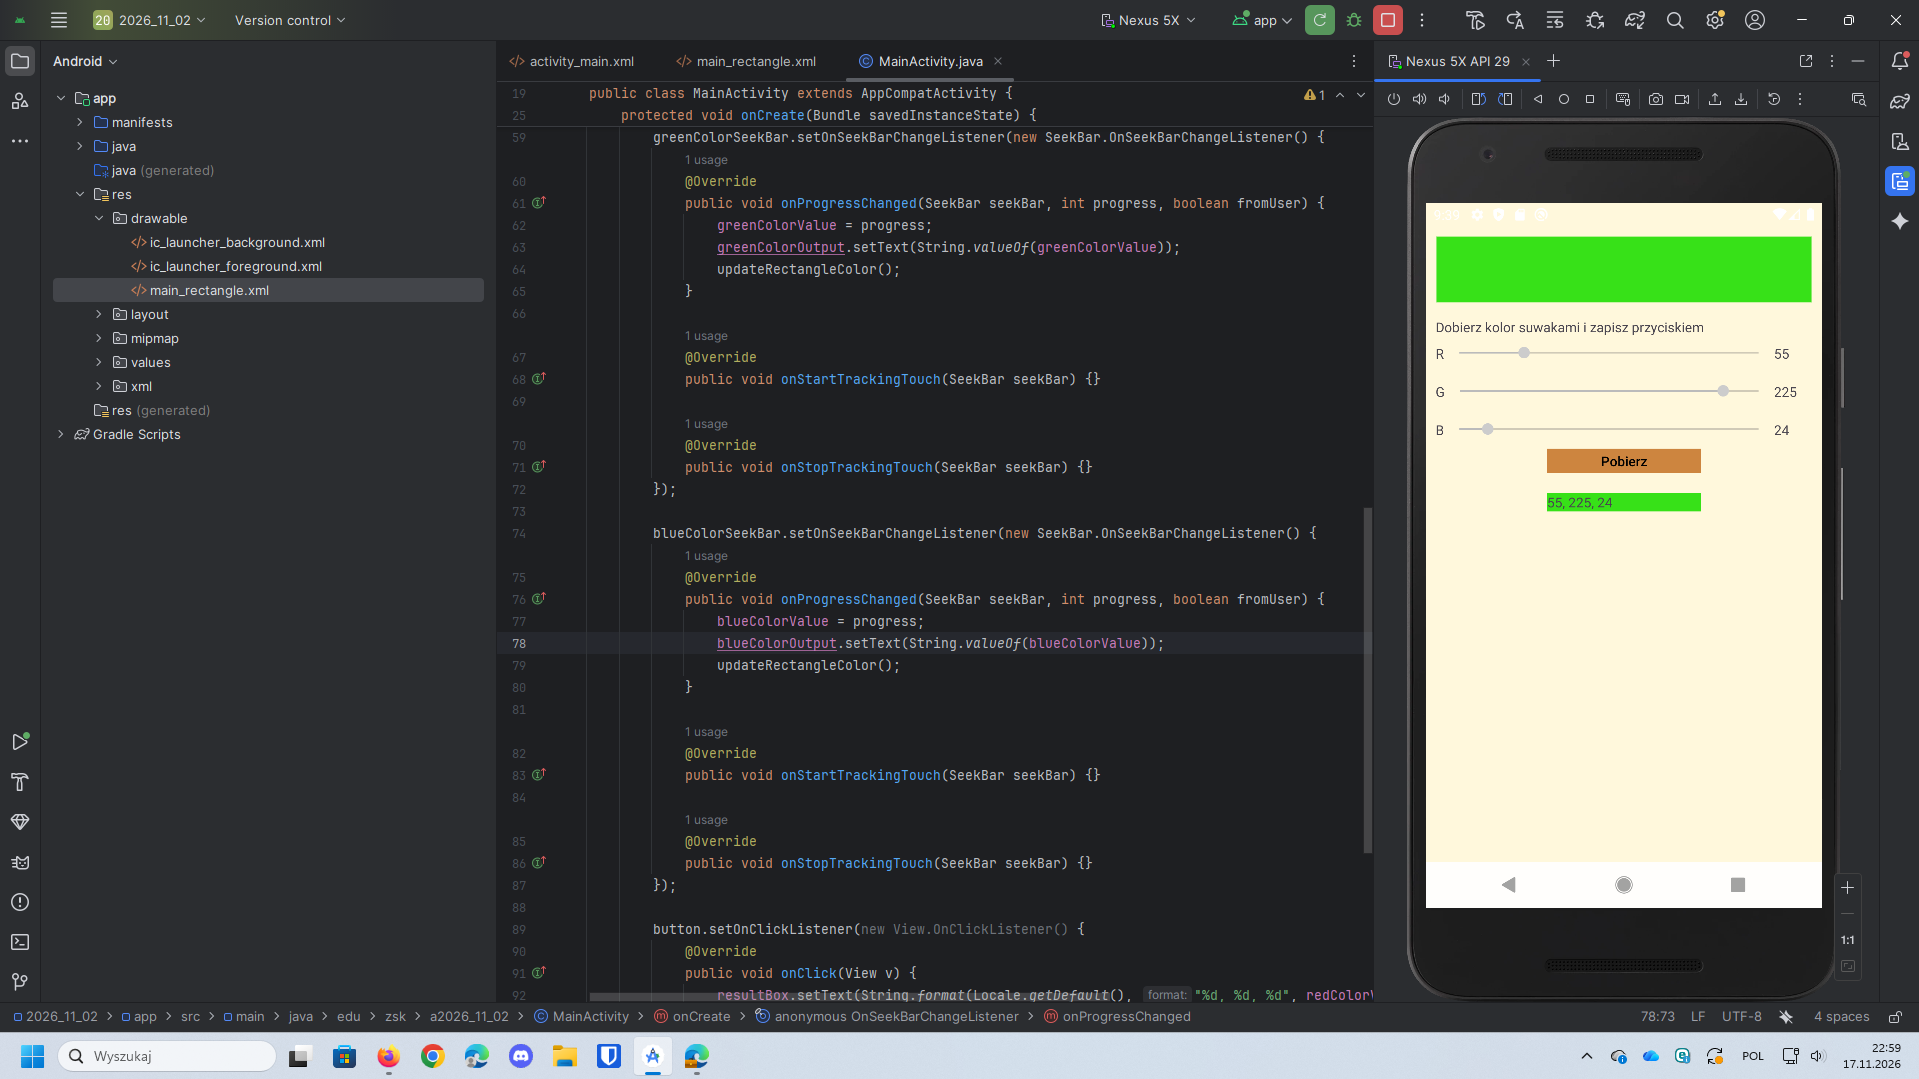 20 2026_11_02 Version control Nexus 5X app
Android
app
manifests
java
java (generated)
res
drawable
ic_launcher_background.xml
ic_launcher_foreground.xml
main_rectangle.xml
layout
mipmap
values
xml
res (generated)
Gradle Scripts
activity_main.xml main_rectangle.xml MainActivity.java
19 public class MainActivity extends AppCompatActivity { 1
25 protected void onCreate(Bundle savedInstanceState) {
59 greenColorSeekBar.setOnSeekBarChangeListener(new SeekBar.OnSeekBarChangeListener() {
1 usage
60 @Override
61 public void onProgressChanged(SeekBar seekBar, int progress, boolean fromUser) {
62 greenColorValue = progress;
63 greenColorOutput.setText(String.valueOf(greenColorValue));
64 updateRectangleColor();
65 }
66
1 usage
67 @Override
68 public void onStartTrackingTouch(SeekBar seekBar) {}
69
1 usage
70 @Override
71 public void onStopTrackingTouch(SeekBar seekBar) {}
72 });
73
74 blueColorSeekBar.setOnSeekBarChangeListener(new SeekBar.OnSeekBarChangeListener() {
1 usage
75 @Override
76 public void onProgressChanged(SeekBar seekBar, int progress, boolean fromUser) {
77 blueColorValue = progress;
78 blueColorOutput.setText(String.valueOf(blueColorValue));
79 updateRectangleColor();
80 }
81
1 usage
82 @Override
83 public void onStartTrackingTouch(SeekBar seekBar) {}
84
1 usage
85 @Override
86 public void onStopTrackingTouch(SeekBar seekBar) {}
87 });
88
89 button.setOnClickListener(new View.OnClickListener() {
90 @Override
91 public void onClick(View v) {
92 resultBox.setText(String.format(Locale.getDefault(), format: "%d, %d, %d", redColorV
Nexus 5X API 29
9:59
Dobierz kolor suwakami i zapisz przyciskiem
R 55
G 225
B 24
Pobierz
55, 225, 24
1:1
2026_11_02 > app > src > main > java > edu > zsk > a2026_11_02 > MainActivity > onCreate > anonymous OnSeekBarChangeListener > onProgressChanged
78:73 LF UTF-8 4 spaces
Wyszukaj
POL
22:59
17.11.2026